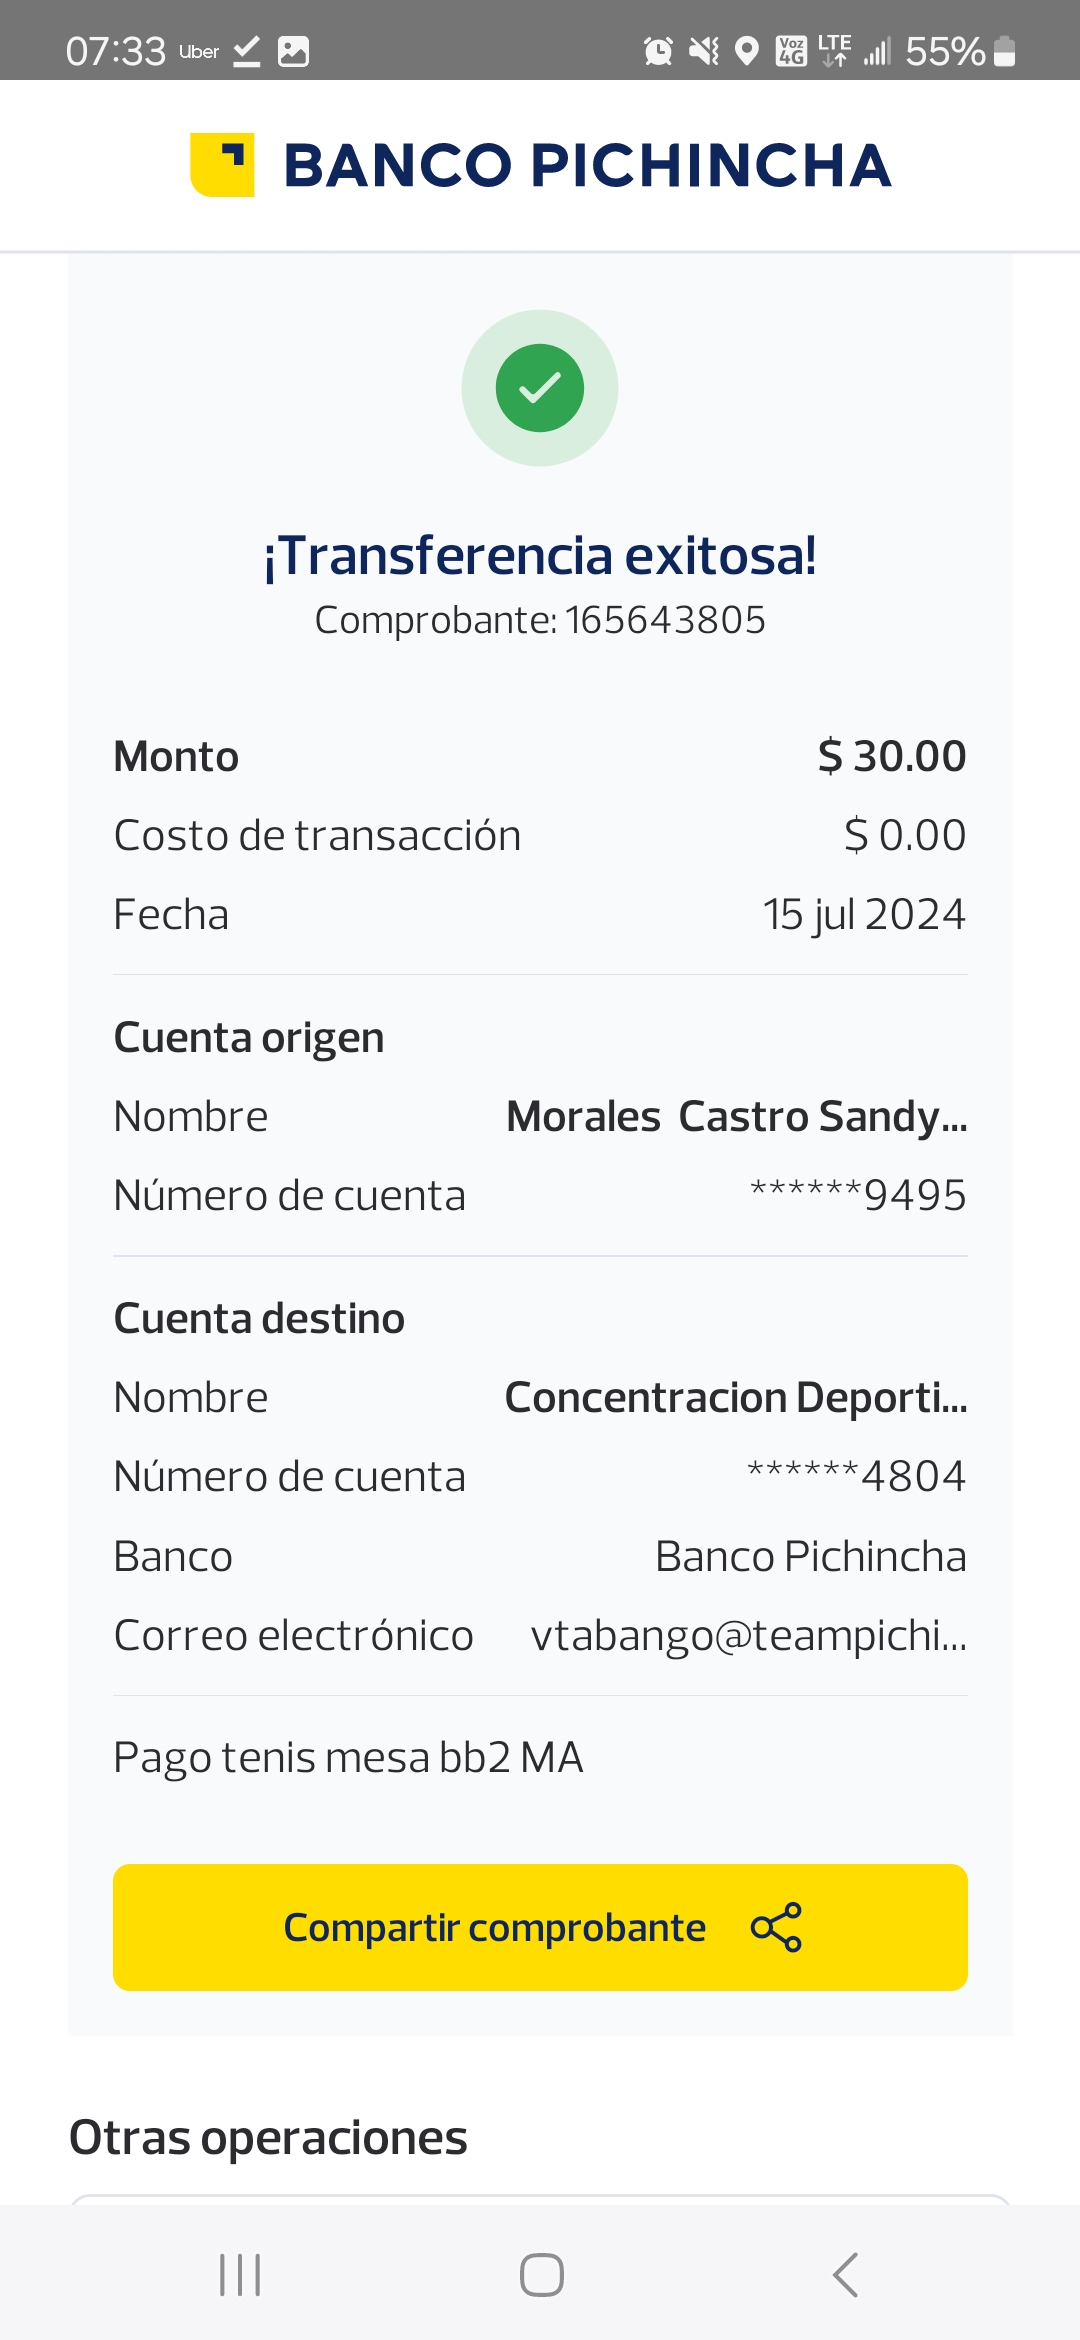 07:33 Uber Voz 4G LTE 55%
BANCO PICHINCHA
¡Transferencia exitosa!
Comprobante: 165643805
Monto $ 30.00
Costo de transacción $ 0.00
Fecha 15 jul 2024
Cuenta origen
Nombre Morales Castro Sandy...
Número de cuenta ******9495
Cuenta destino
Nombre Concentracion Deporti...
Número de cuenta ******4804
Banco Banco Pichincha
Correo electrónico vtabango@teampichi...
Pago tenis mesa bb2 MA
Compartir comprobante
Otras operaciones